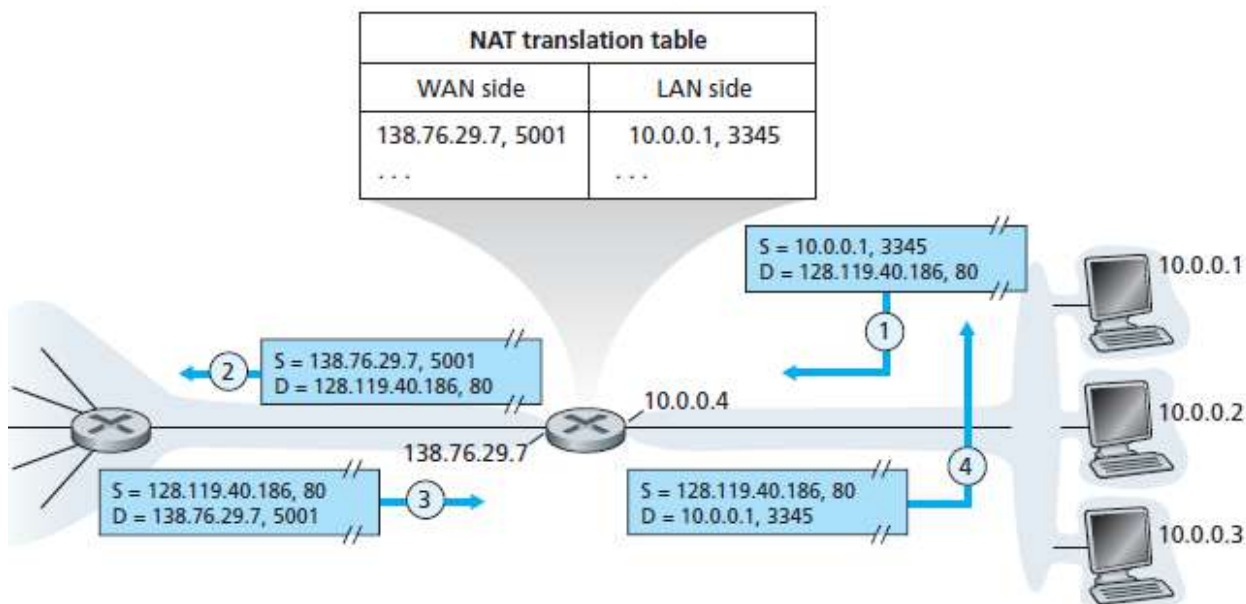 NAT translation table
WAN side LAN side
138.76.29.7, 5001 10.0.0.1, 3345
. . . . . .
S = 10.0.0.1, 3345
D = 128.119.40.186, 80
10.0.0.1
1
2
S = 138.76.29.7, 5001
D = 128.119.40.186, 80
10.0.0.4
10.0.0.2
138.76.29.7
4
S = 128.119.40.186, 80
D = 138.76.29.7, 5001
3
S = 128.119.40.186, 80
D = 10.0.0.1, 3345
10.0.0.3